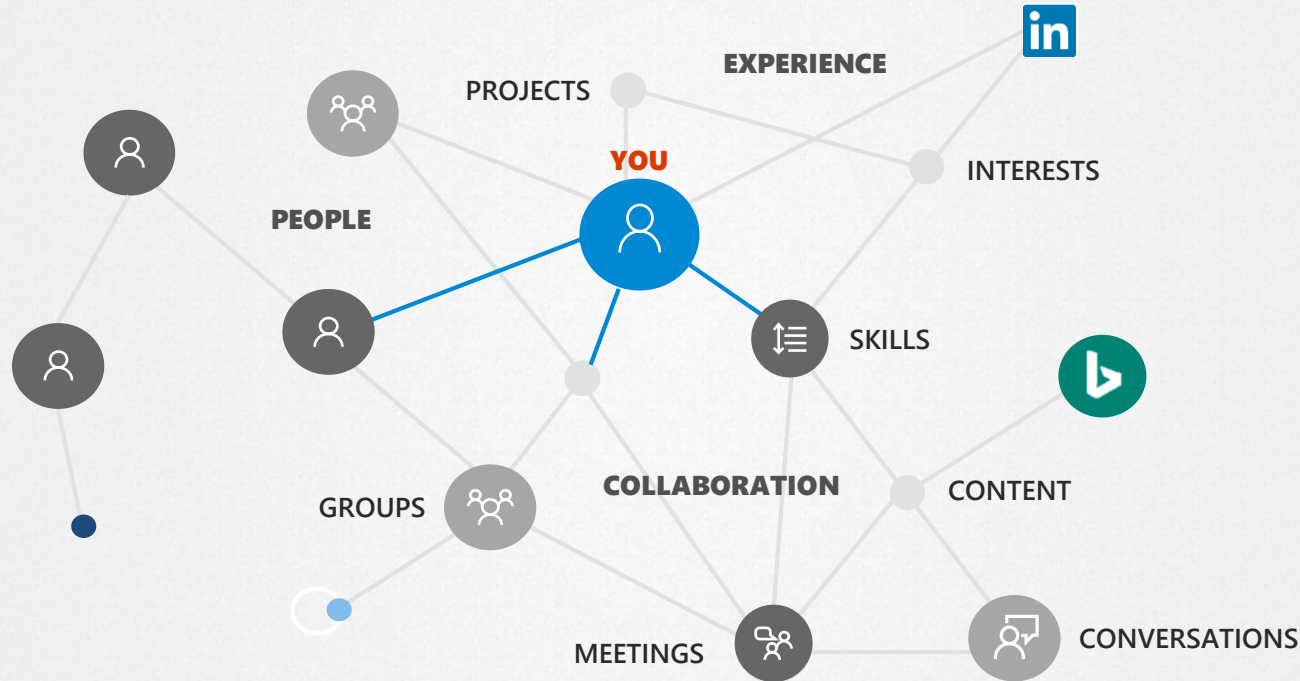 in
EXPERIENCE
PROJECTS
YOU
INTERESTS
PEOPLE
SKILLS
COLLABORATION
CONTENT
GROUPS
MEETINGS
CONVERSATIONS